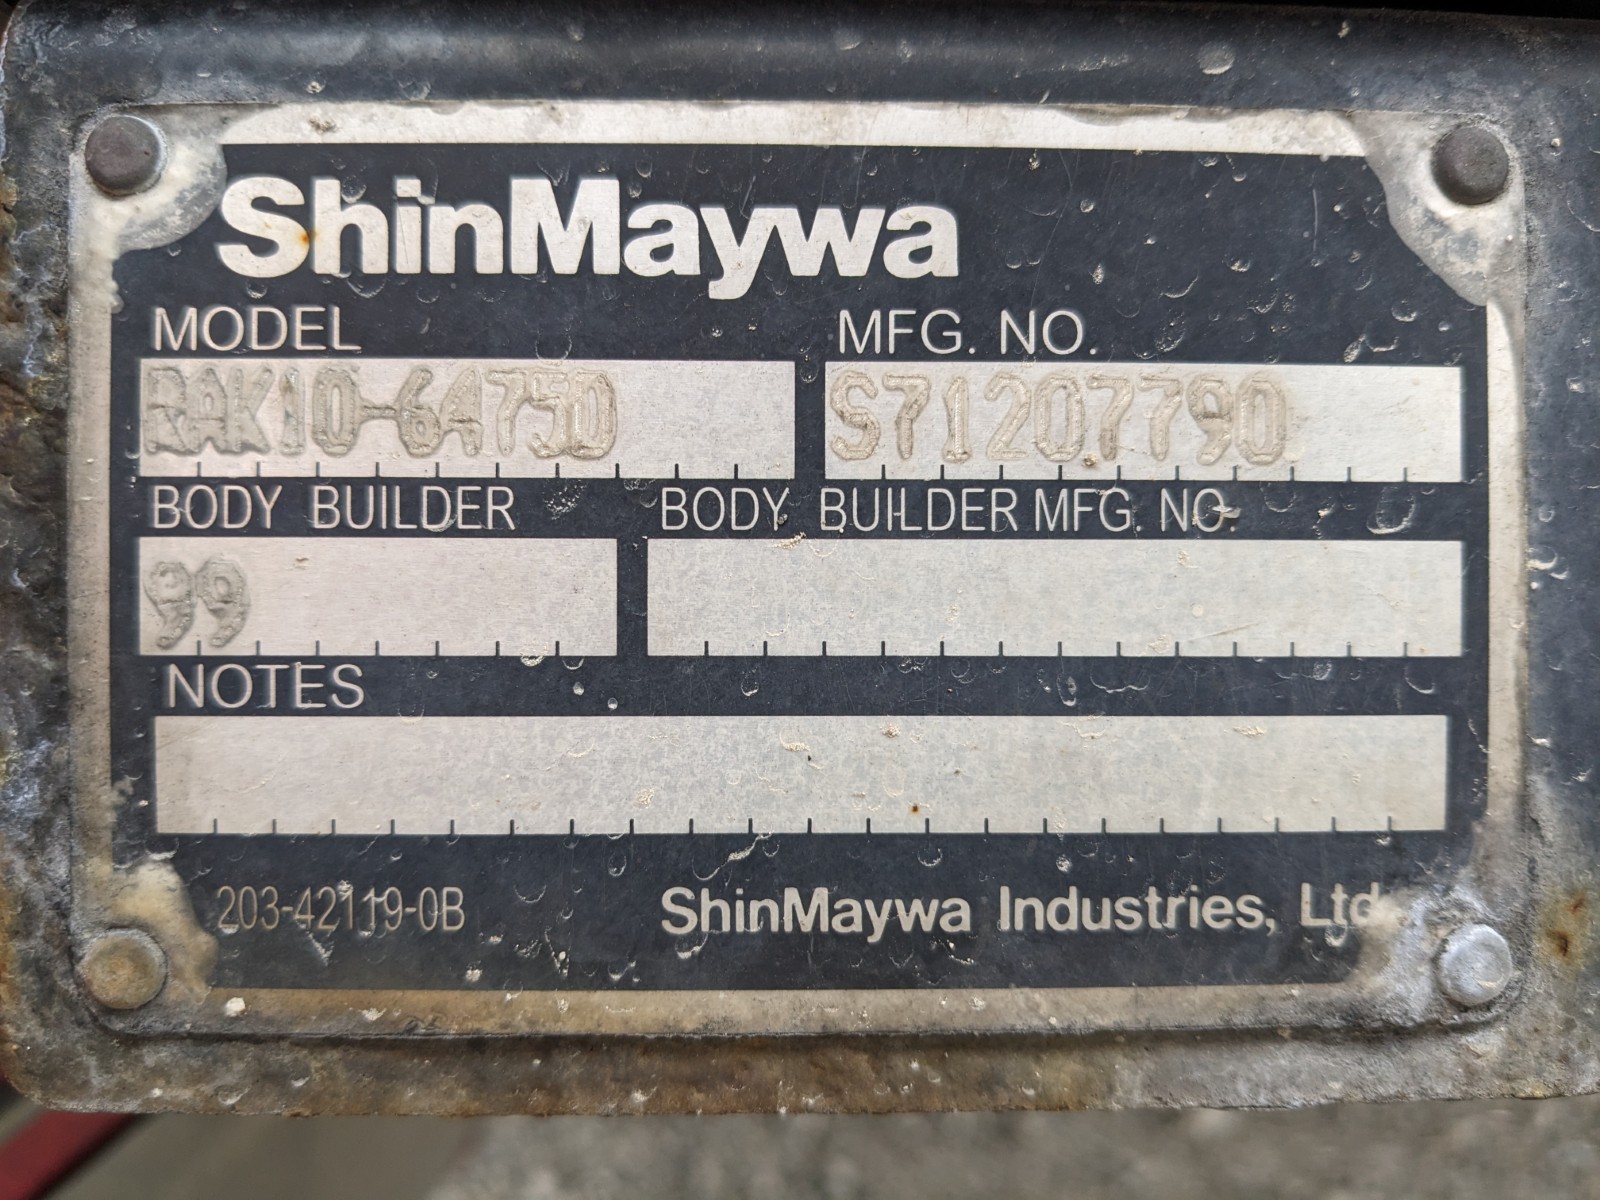 ShinMaywa
MODEL MFG. NO.
RAK10-64750 S71207790
BODY BUILDER BODY BUILDER MFG. NO.
99
NOTES
203-42119-0B ShinMaywa Industries, Ltd.